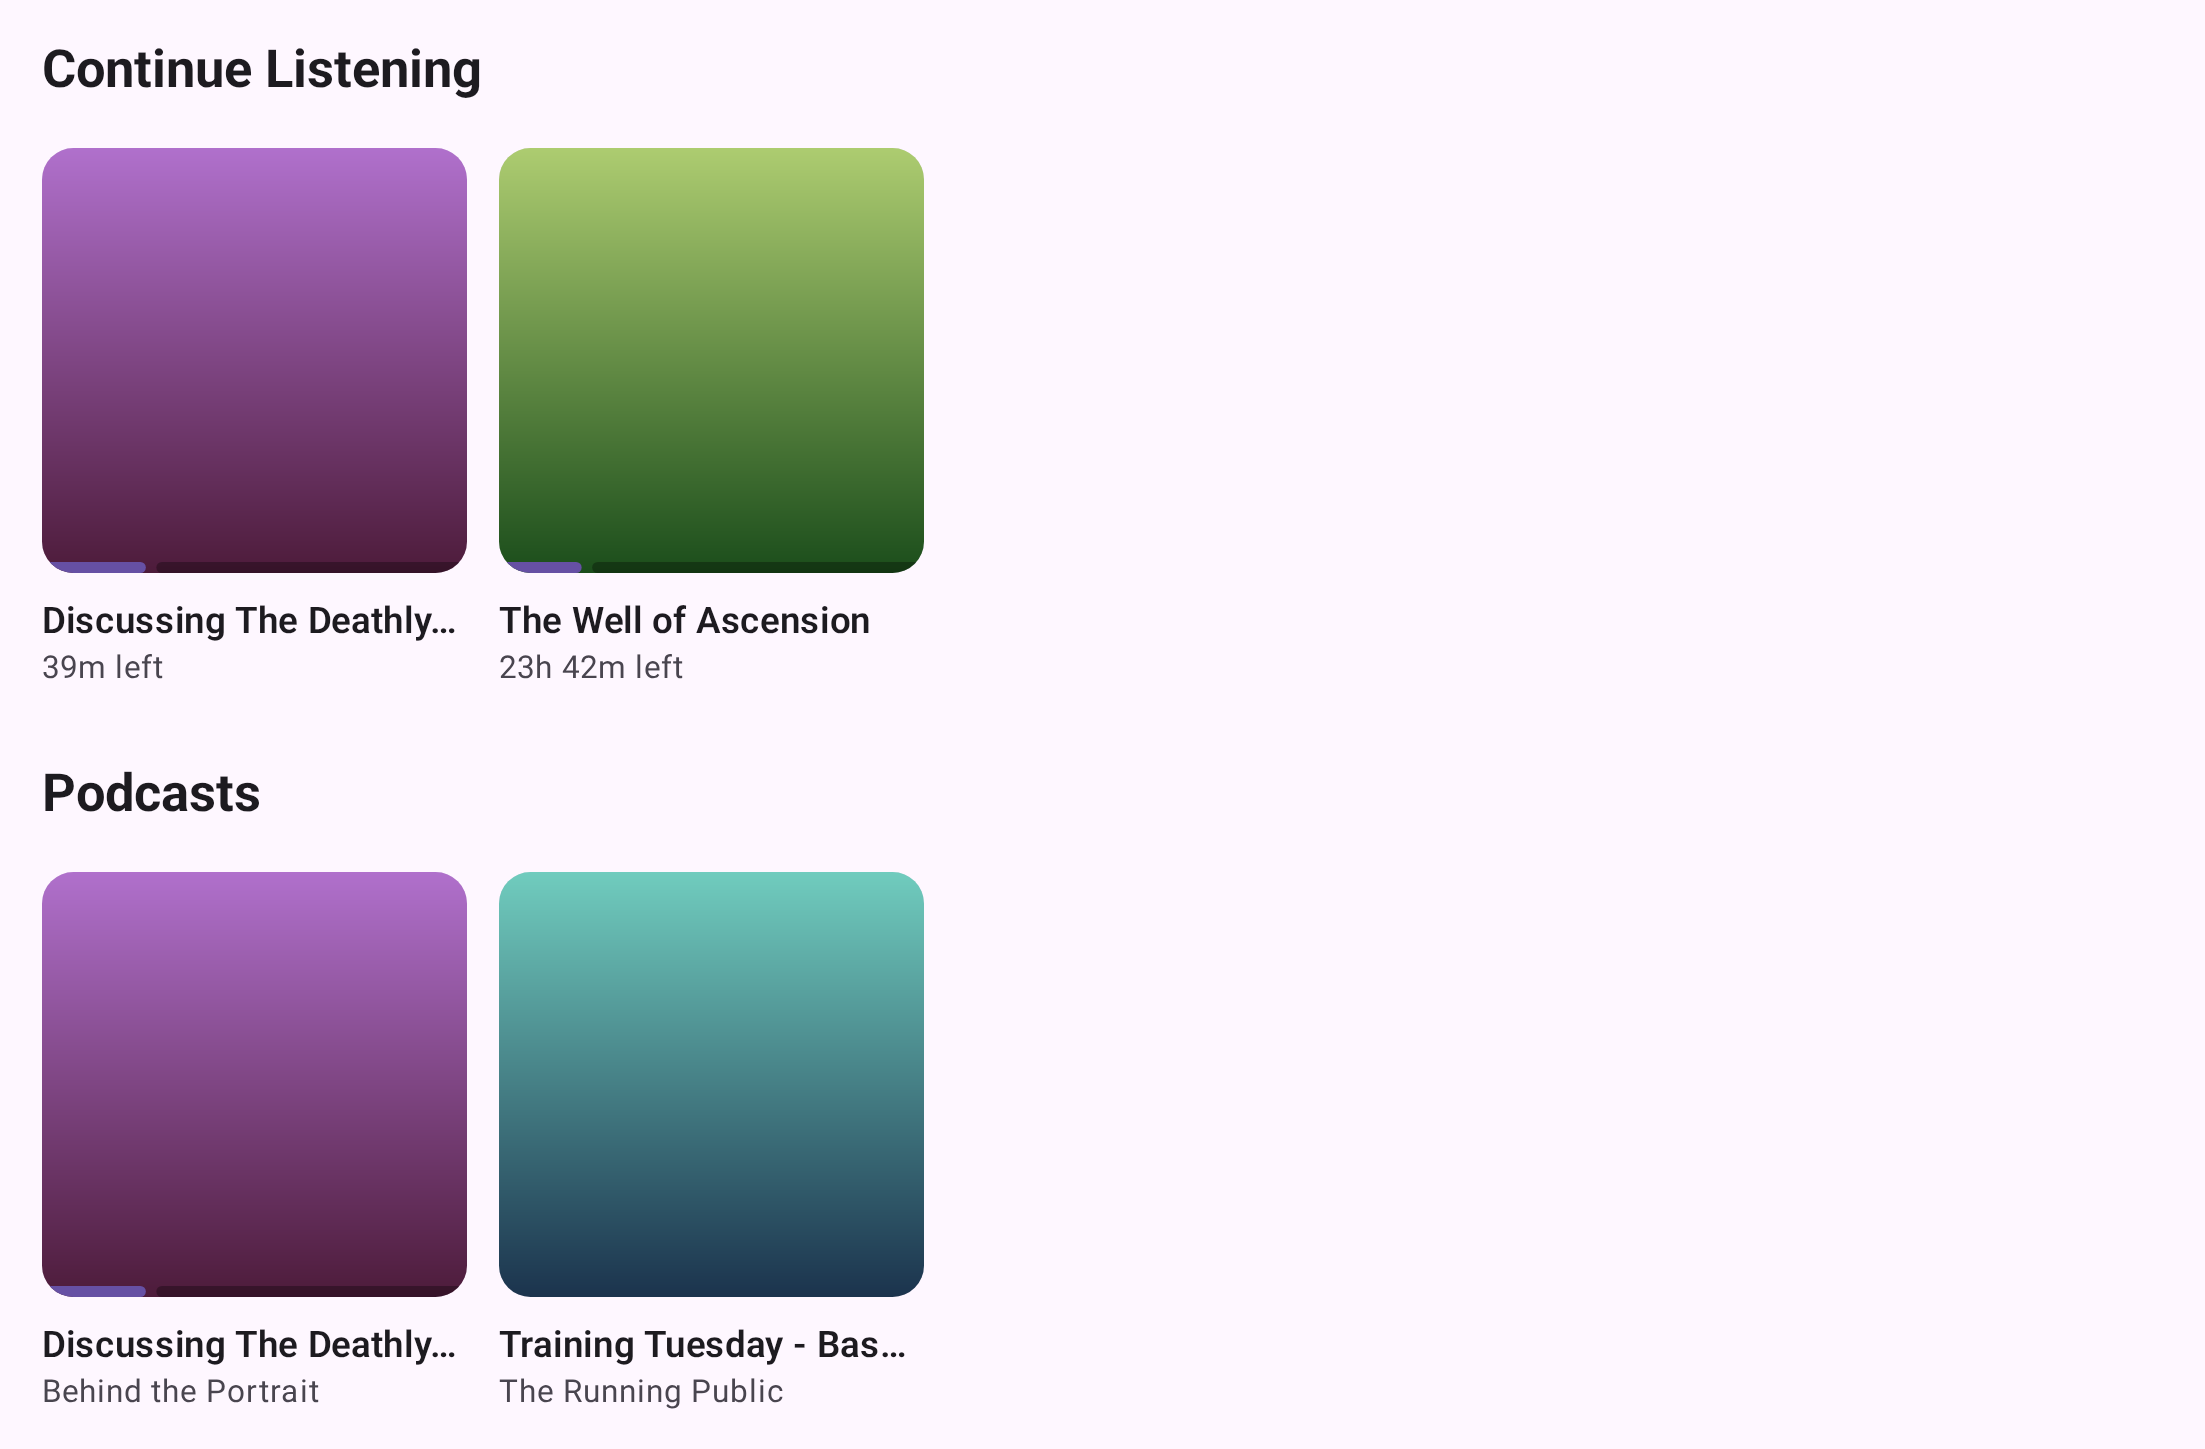 Continue Listening
Discussing The Deathly...
The Well of Ascension
39m left
23h 42m left
Podcasts
Discussing The Deathly...
Training Tuesday - Bas...
Behind the Portrait
The Running Public